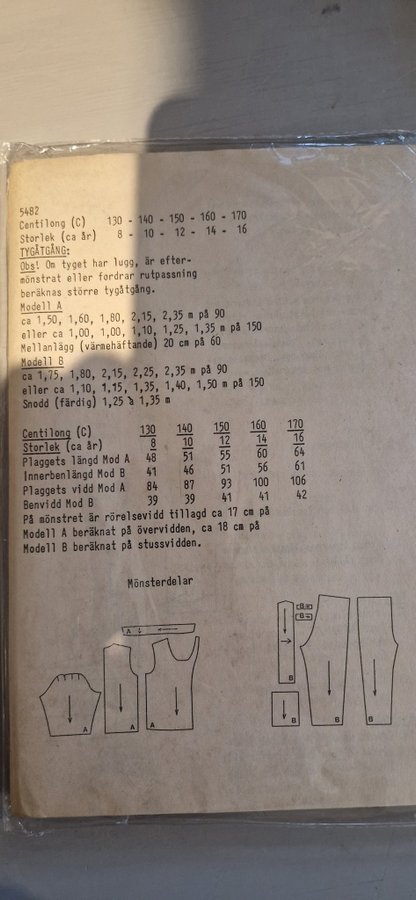 5482
Centilong (C) 130 - 140 - 150 - 160 - 170
Storlek (ca år) 8 - 10 - 12 - 14 - 16
TYGÅTGÅNG:
Obs! Om tyget har lugg, är efter-
mönstrat eller fordrar rutpassning
beräknas större tygåtgång.
Modell A
ca 1,50, 1,60, 1,80, 2,15, 2,35 m på 90
eller ca 1,00, 1,00, 1,10, 1,25, 1,35 m på 150
Mellanlägg (värmehäftande) 20 cm på 60
Modell B
ca 1,75, 1,80, 2,15, 2,25, 2,35 m på 90
eller ca 1,10, 1,15, 1,35, 1,40, 1,50 m på 150
Snodd (färdig) 1,25 à 1,35 m
Centilong (C) 130 140 150 160 170
Storlek (ca år) 8 10 12 14 16
Plaggets längd Mod A 48 51 55 60 64
Innerbenlängd Mod B 41 46 51 56 61
Plaggets vidd Mod A 84 87 93 100 106
Benvidd Mod B 39 39 41 41 42
På mönstret är rörelsevidd tillagd ca 17 cm på
Modell A beräknat på övervidden, ca 18 cm på
Modell B beräknat på stussvidden.
Mönsterdelar
A
A
A
A
B
B
B
B
B
B